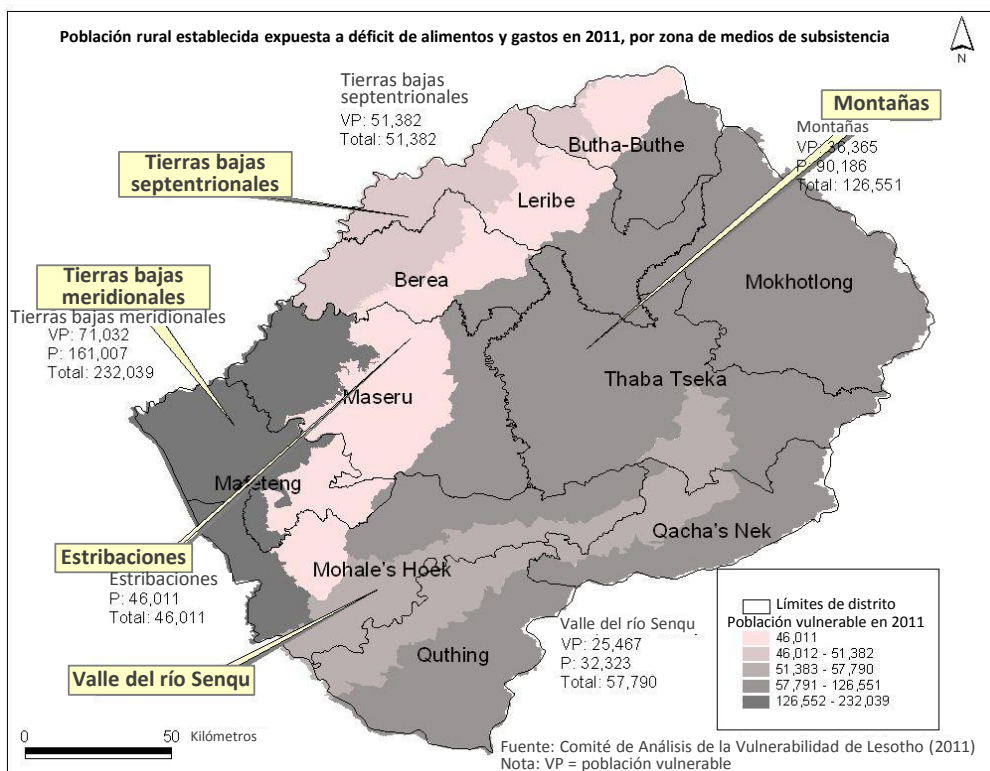 Población rural establecida expuesta a déficit de alimentos y gastos en 2011, por zona de medios de subsistencia
N
Tierras bajas
septentrionales
VP: 51,382
Total: 51,382
Montañas
Montañas
VP: 36,365
P: 90,186
Total: 126,551
Tierras bajas
septentrionales
Butha-Buthe
Leribe
Berea
Mokhotlong
Tierras bajas
meridionales
Tierras bajas meridionales
VP: 71,032
P: 161,007
Total: 232,039
Thaba Tseka
Maseru
Mafeteng
Qacha's Nek
Estribaciones
Estribaciones
P: 46,011
Total: 46,011
Mohale's Hoek
Valle del río Senqu
VP: 25,467
P: 32,323
Total: 57,790
Quthing
Valle del río Senqu
Límites de distrito
Población vulnerable en 2011
46,011
46,012 - 51,382
51,383 - 57,790
57,791 - 126,551
126,552 - 232,039
0 50 Kilómetros
Fuente: Comité de Análisis de la Vulnerabilidad de Lesotho (2011)
Nota: VP = población vulnerable